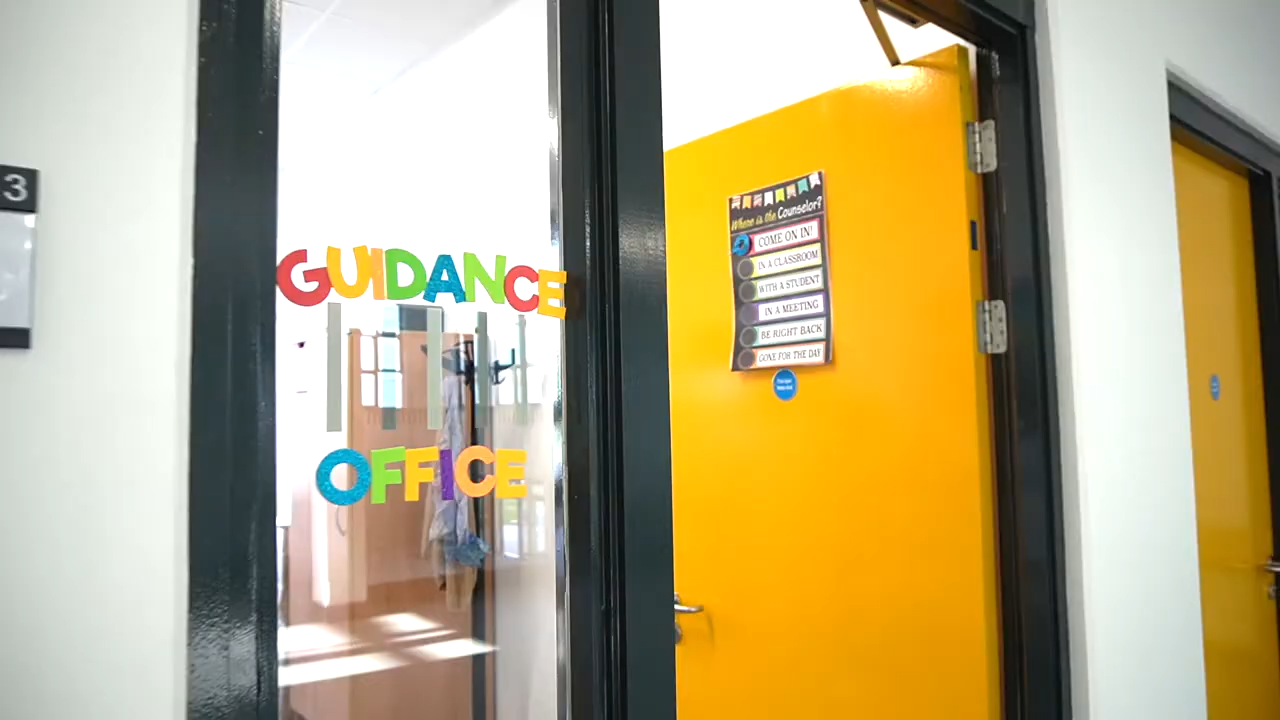 3
GUIDANCE
OFFICE
Where is the Counselor?
COME ON IN!
IN A CLASSROOM
WITH A STUDENT
IN A MEETING
BE RIGHT BACK
GONE FOR THE DAY